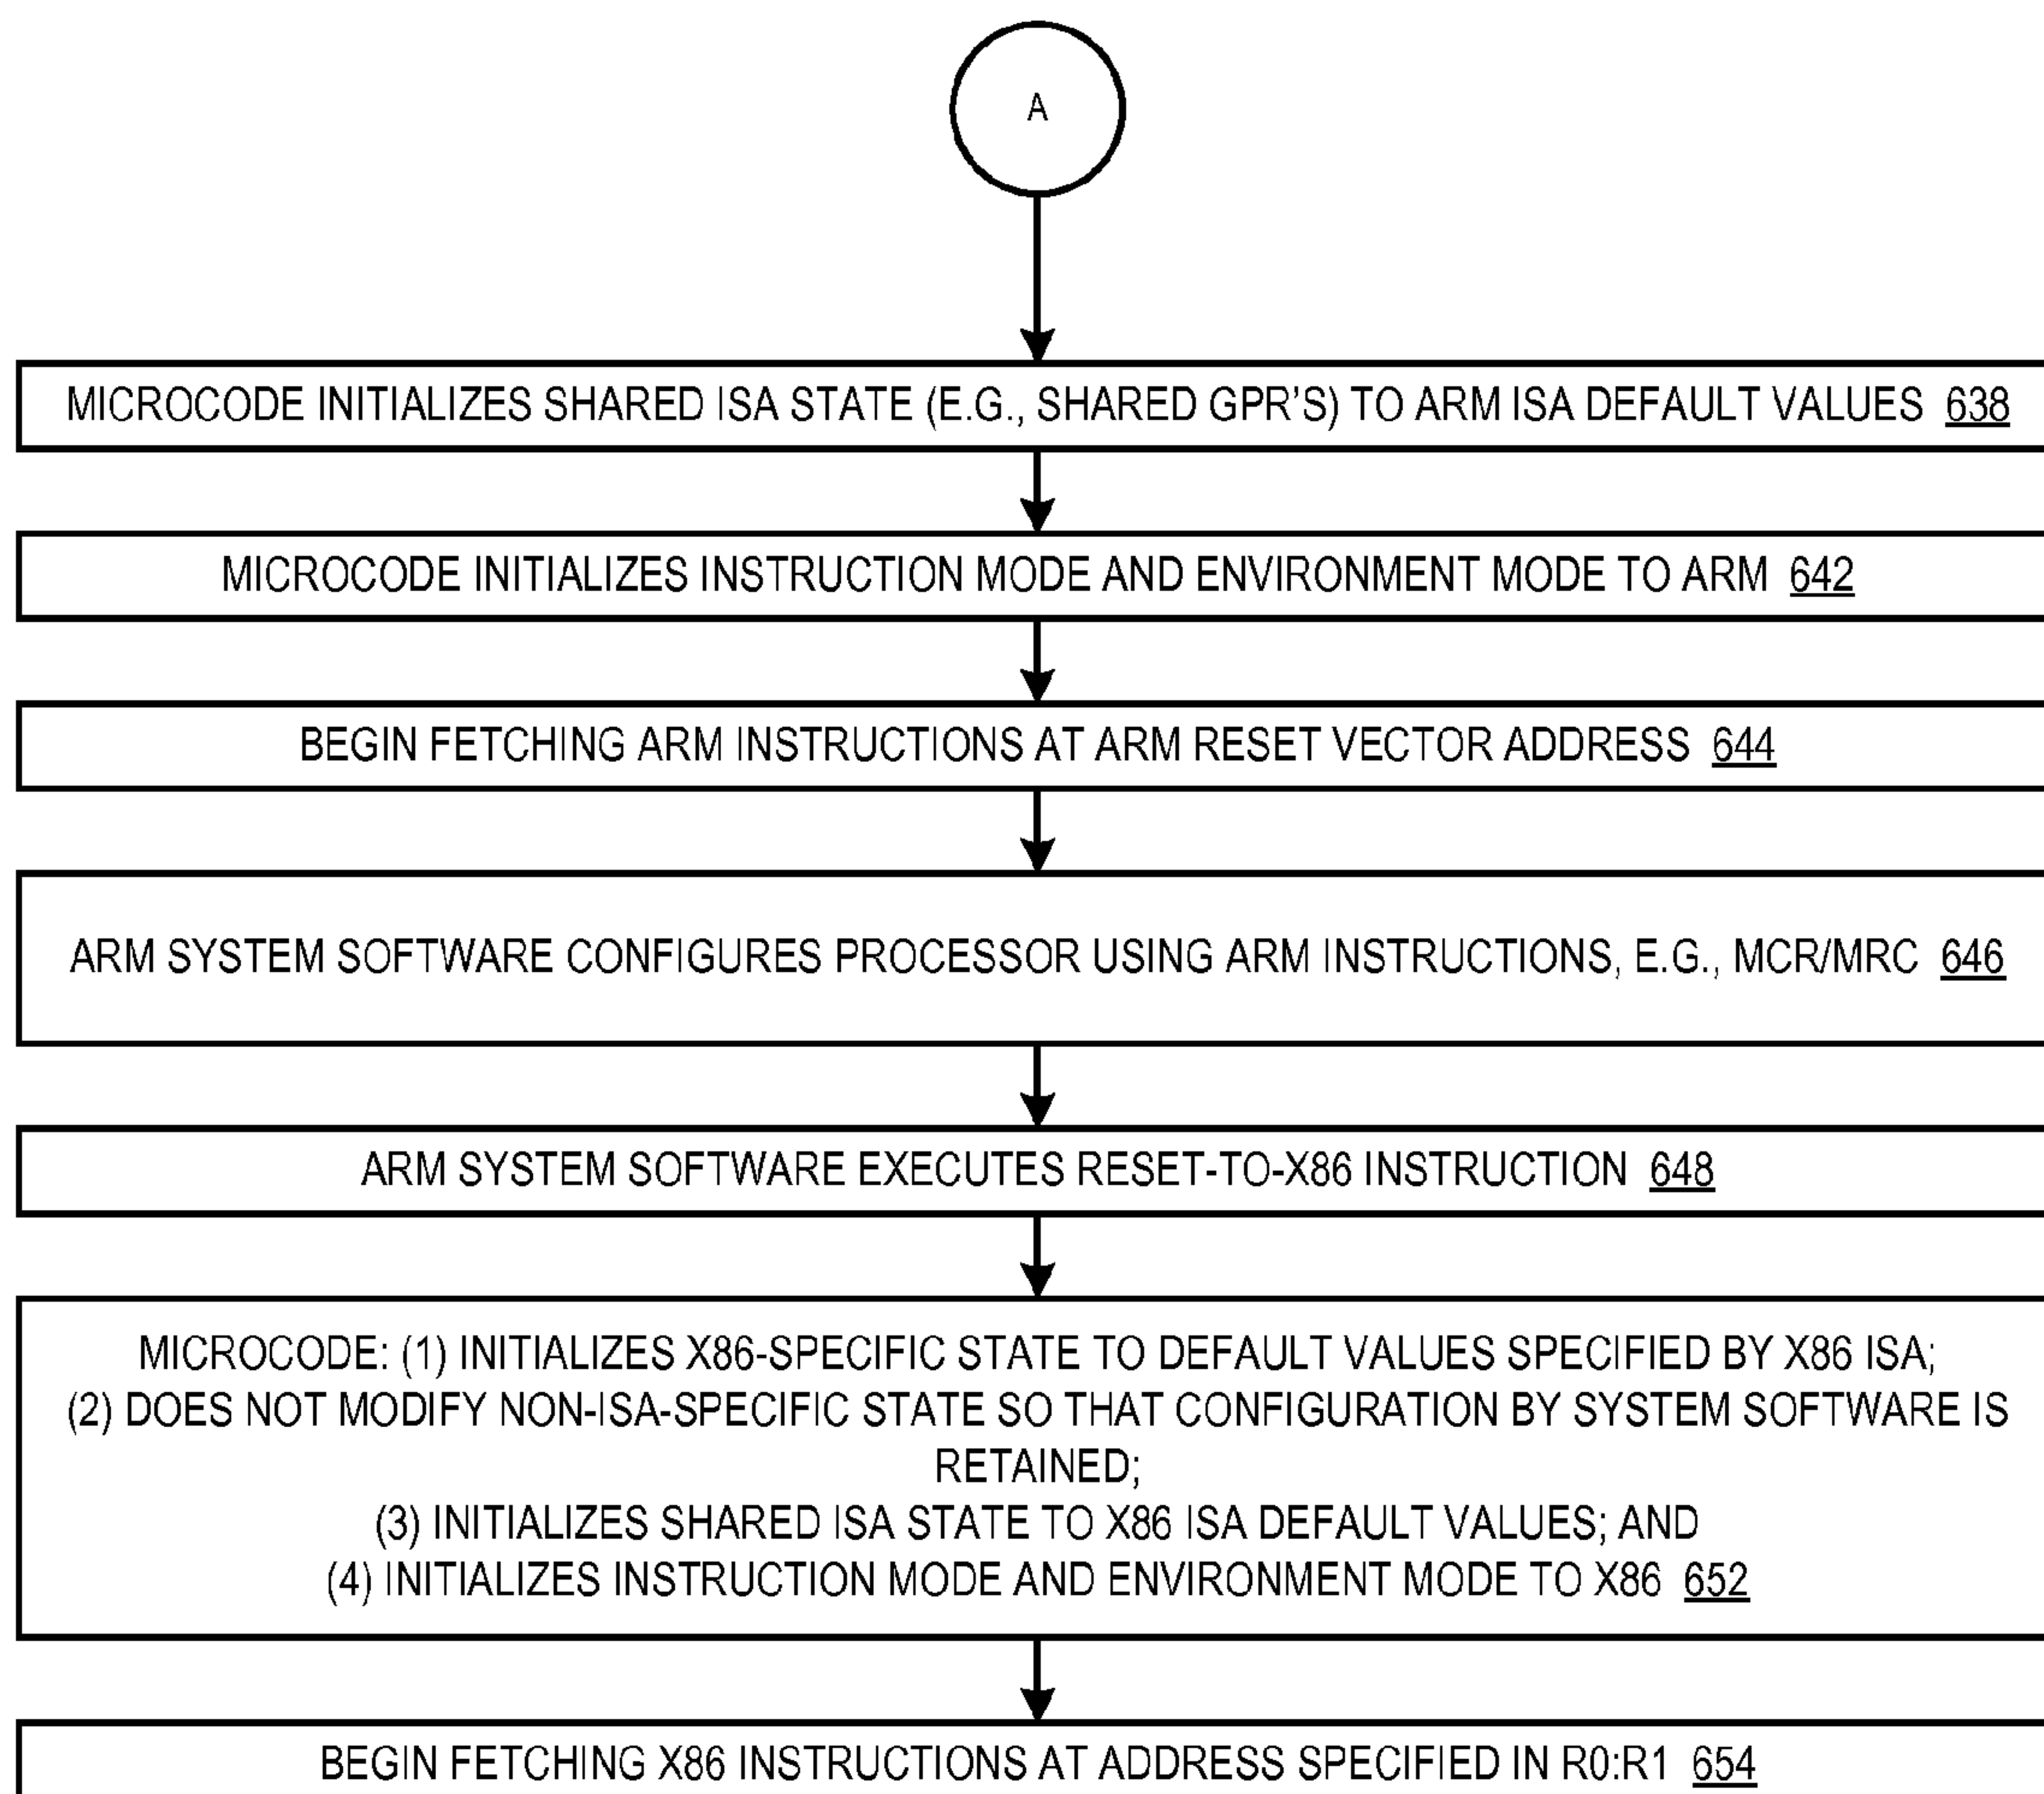 A
MICROCODE INITIALIZES SHARED ISA STATE (E.G., SHARED GPR'S) TO ARM ISA DEFAULT VALUES 638
MICROCODE INITIALIZES INSTRUCTION MODE AND ENVIRONMENT MODE TO ARM 642
BEGIN FETCHING ARM INSTRUCTIONS AT ARM RESET VECTOR ADDRESS 644
ARM SYSTEM SOFTWARE CONFIGURES PROCESSOR USING ARM INSTRUCTIONS, E.G., MCR/MRC 646
ARM SYSTEM SOFTWARE EXECUTES RESET-TO-X86 INSTRUCTION 648
MICROCODE: (1) INITIALIZES X86-SPECIFIC STATE TO DEFAULT VALUES SPECIFIED BY X86 ISA;
(2) DOES NOT MODIFY NON-ISA-SPECIFIC STATE SO THAT CONFIGURATION BY SYSTEM SOFTWARE IS
RETAINED;
(3) INITIALIZES SHARED ISA STATE TO X86 ISA DEFAULT VALUES; AND
(4) INITIALIZES INSTRUCTION MODE AND ENVIRONMENT MODE TO X86 652
BEGIN FETCHING X86 INSTRUCTIONS AT ADDRESS SPECIFIED IN R0:R1 654